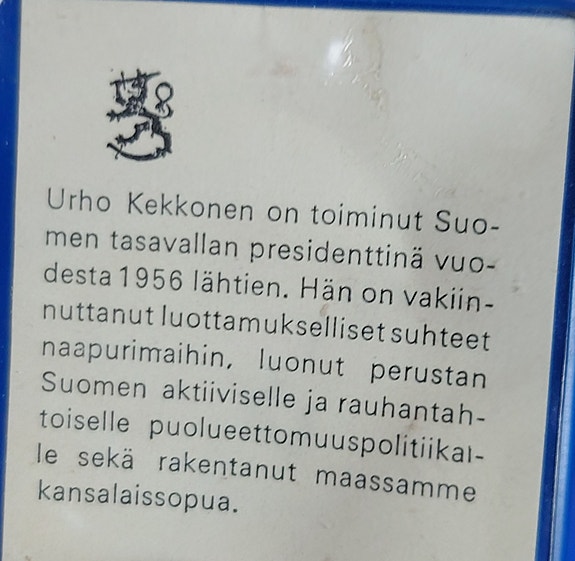 Urho Kekkonen on toiminut Suo-
men tasavallan presidenttinä vuo-
desta 1956 lähtien. Hän on vakiin-
nuttanut luottamukselliset suhteet
naapurimaihin, luonut perustan
Suomen aktiiviselle ja rauhantah-
toiselle puolueettomuuspolitiikal-
le sekä rakentanut maassamme
kansalaissopua.